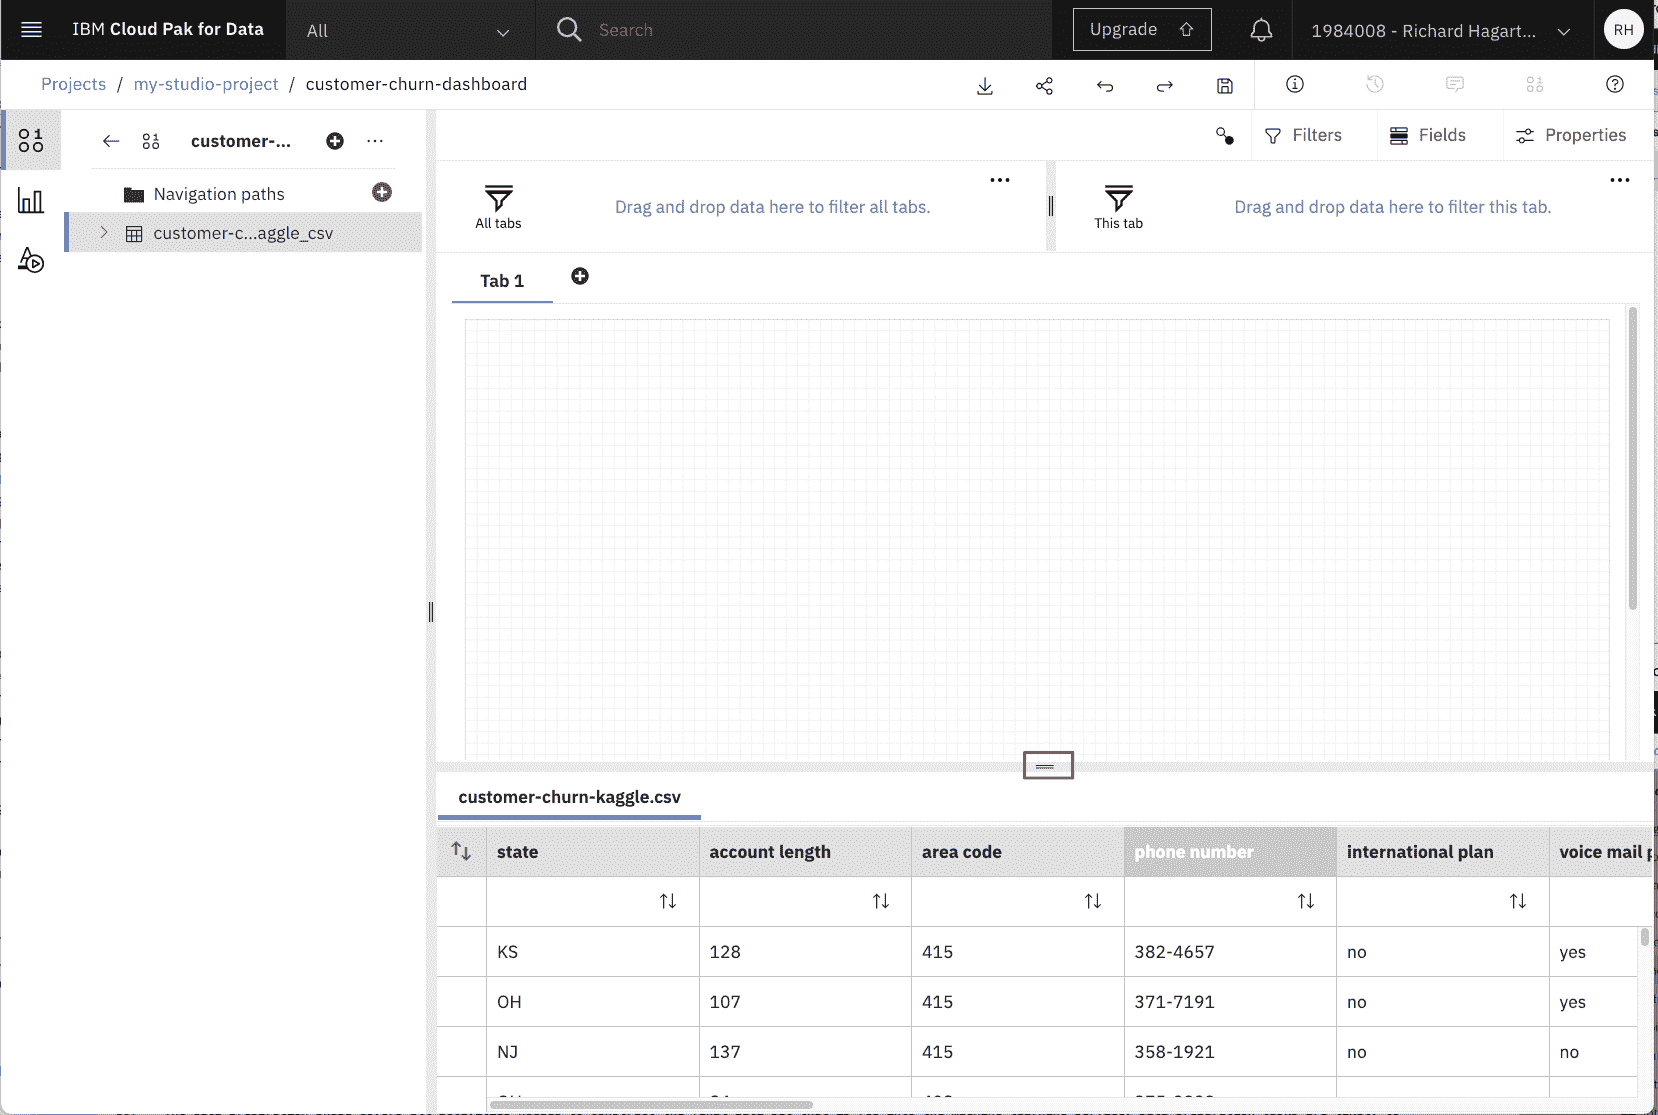 IBM Cloud Pak for Data
All
Search
Upgrade
1984008 - Richard Hagart...
RH
Projects / my-studio-project / customer-churn-dashboard
customer-...
Filters
Fields
Properties
Navigation paths
customer-c...aggle_csv
All tabs
Drag and drop data here to filter all tabs.
This tab
Drag and drop data here to filter this tab.
Tab 1
customer-churn-kaggle.csv
state account length area code phone number international plan voice mail
KS 128 415 382-4657 no yes
OH 107 415 371-7191 no yes
NJ 137 415 358-1921 no no